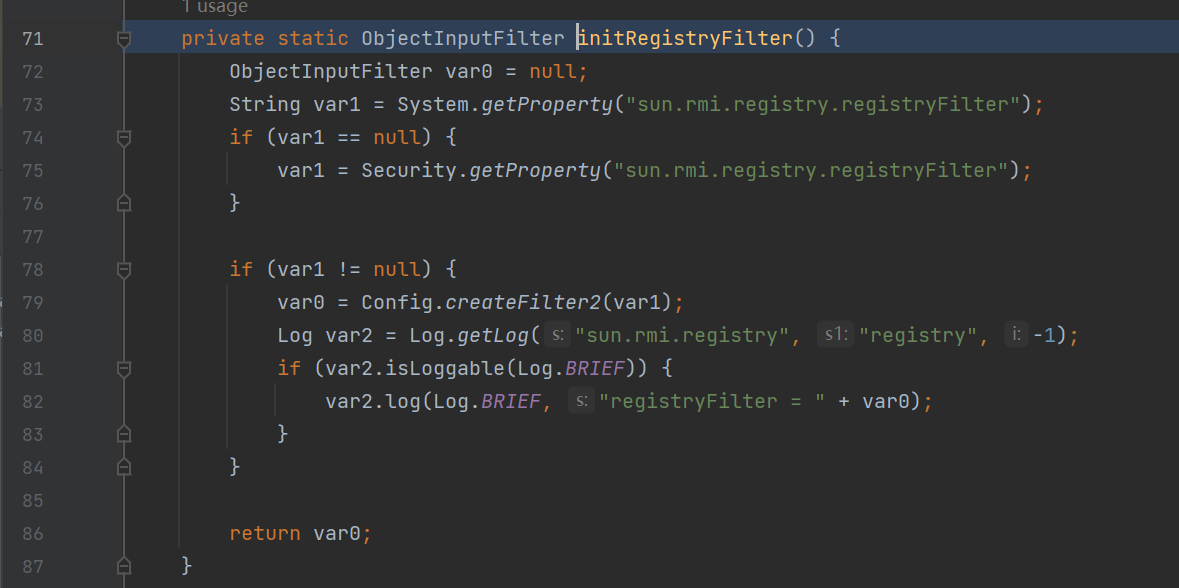 1 usage
71 private static ObjectInputFilter initRegistryFilter() {
72 ObjectInputFilter var0 = null;
73 String var1 = System.getProperty("sun.rmi.registry.registryFilter");
74 if (var1 == null) {
75 var1 = Security.getProperty("sun.rmi.registry.registryFilter");
76 }
77
78 if (var1 != null) {
79 var0 = Config.createFilter2(var1);
80 Log var2 = Log.getLog( s: "sun.rmi.registry", s1: "registry", i: -1);
81 if (var2.isLoggable(Log.BRIEF)) {
82 var2.log(Log.BRIEF, s: "registryFilter = " + var0);
83 }
84 }
85
86 return var0;
87 }